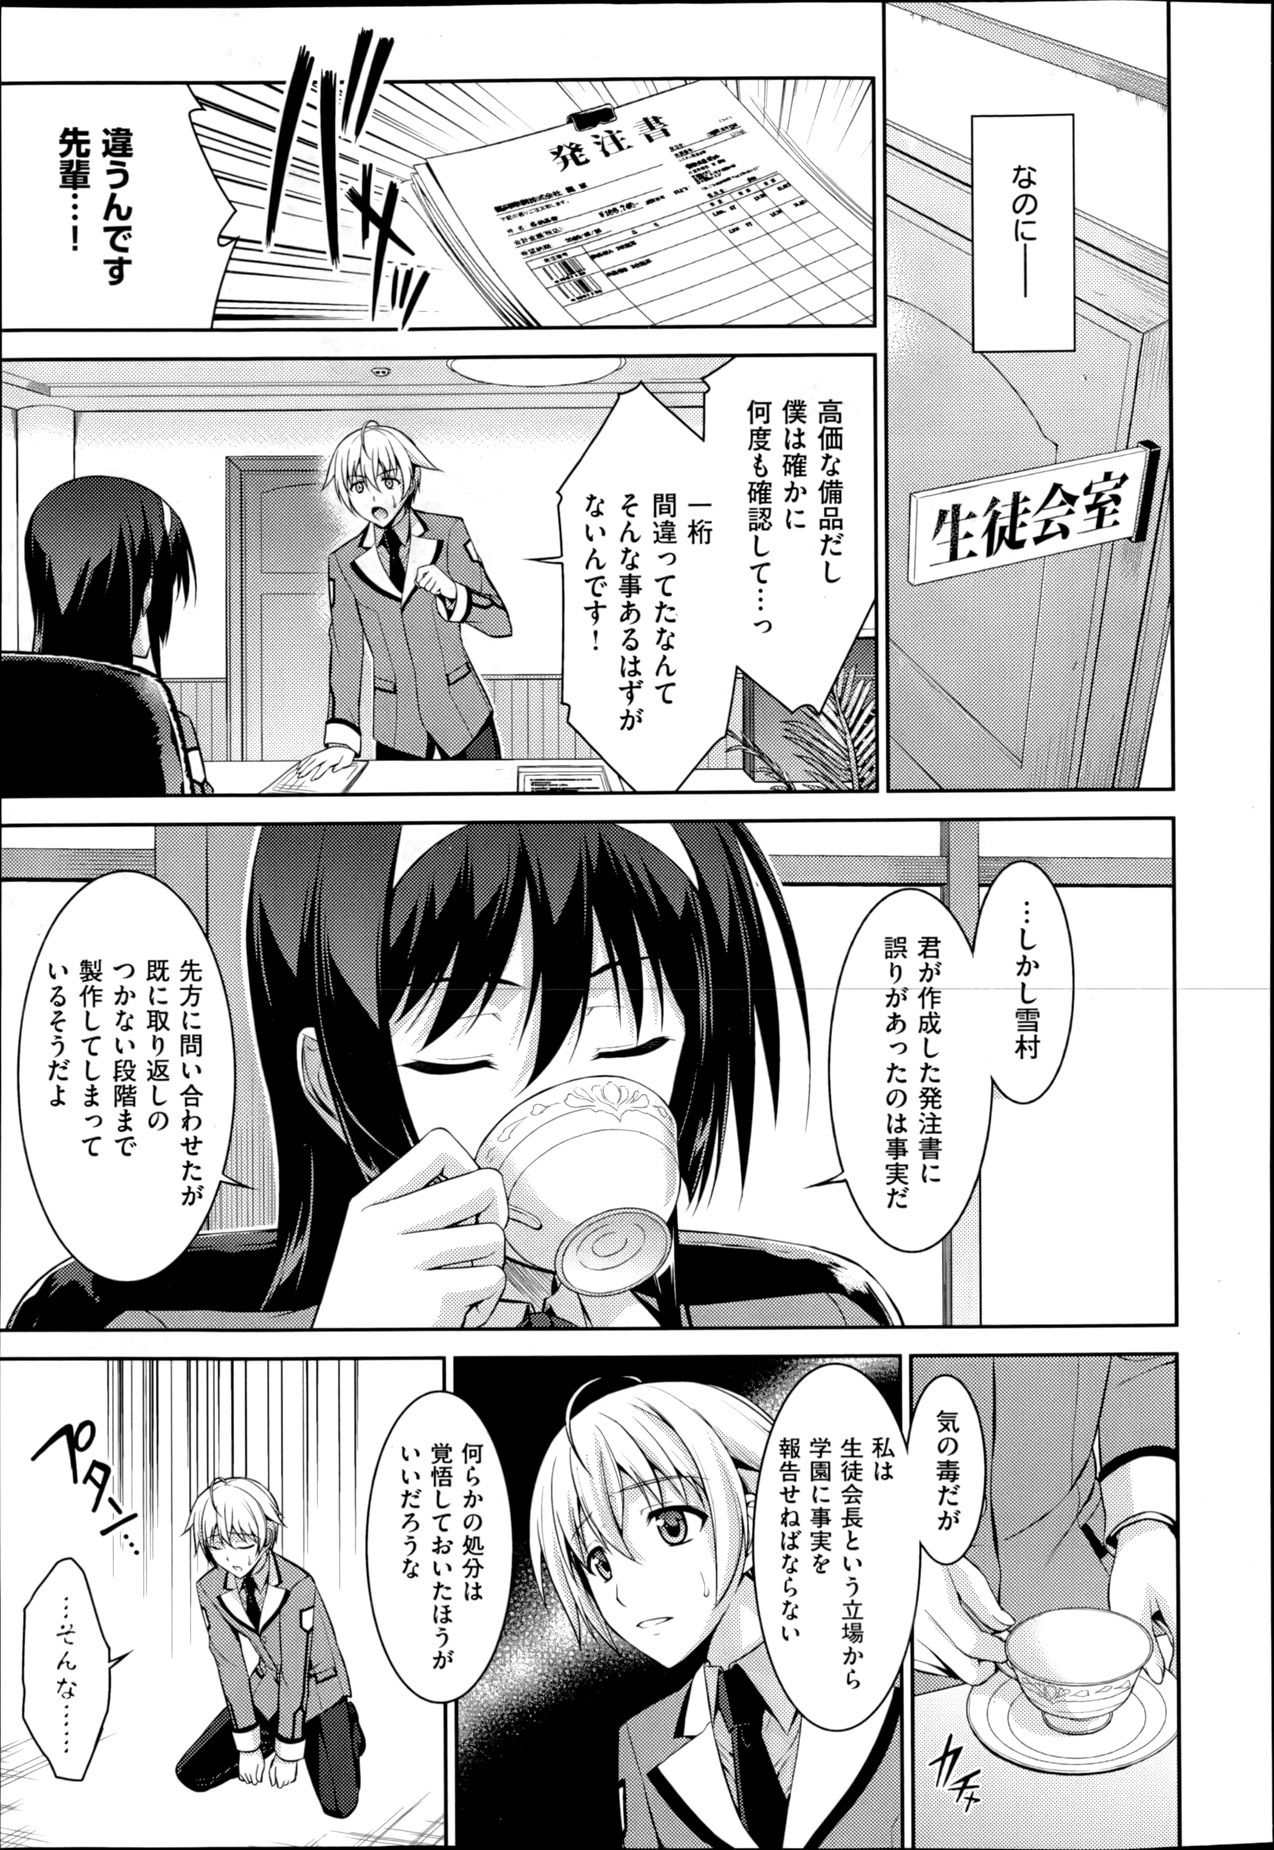 なのに――
生徒会室
発注書
バンッ
違うんです
先輩…！
高価な備品だし
僕は確かに
何度も確認して…っ
一桁
間違ってたなんて
そんな事あるはずが
ないんです！
…しかし雪村
君が作成した発注書に
誤りがあったのは事実だ
先方に問い合わせたが
既に取り返しの
つかない段階まで
製作してしまって
いるそうだよ
気の毒だが
カチャ
私は
生徒会長という立場から
学園に事実を
報告せねばならない
何らかの処分は
覚悟しておいたほうが
いいだろうな
プターン…
…そんな……